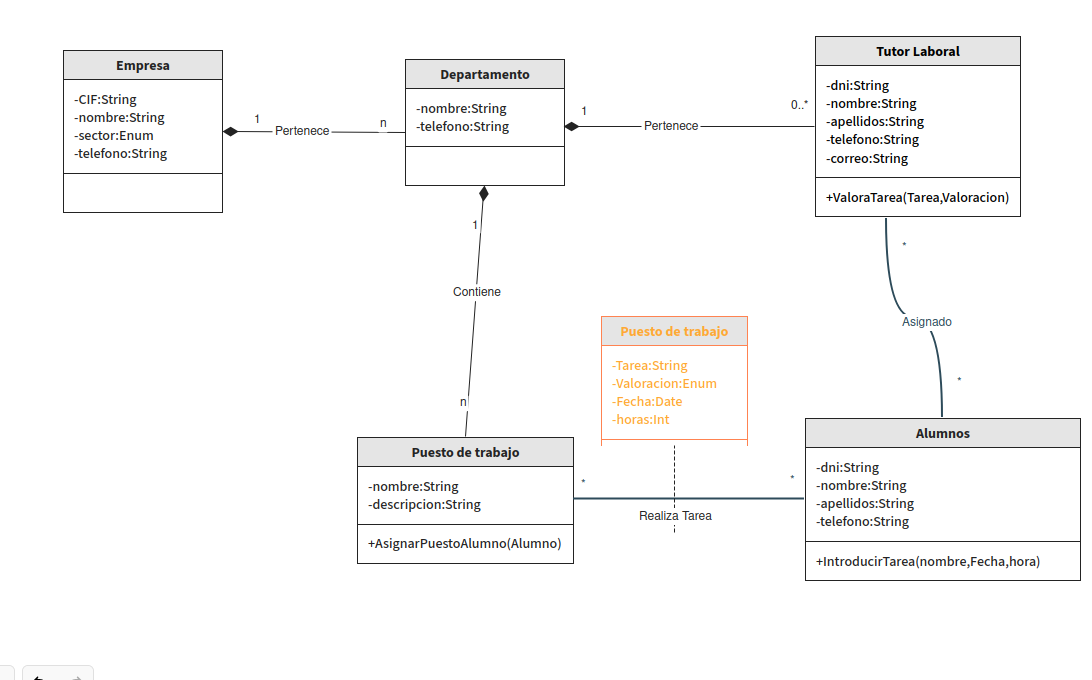 Empresa
-CIF:String
-nombre:String
-sector:Enum
-telefono:String
1
Pertenece
n
Departamento
-nombre:String
-telefono:String
1
Pertenece
0..*
Tutor Laboral
-dni:String
-nombre:String
-apellidos:String
-telefono:String
-correo:String
+ValoraTarea(Tarea,Valoracion)
1
Contiene
n
*
Asignado
*
Puesto de trabajo
-Tarea:String
-Valoracion:Enum
-Fecha:Date
-horas:Int
Puesto de trabajo
-nombre:String
-descripcion:String
+AsignarPuestoAlumno(Alumno)
*
Realiza Tarea
*
Alumnos
-dni:String
-nombre:String
-apellidos:String
-telefono:String
+IntroducirTarea(nombre,Fecha,hora)